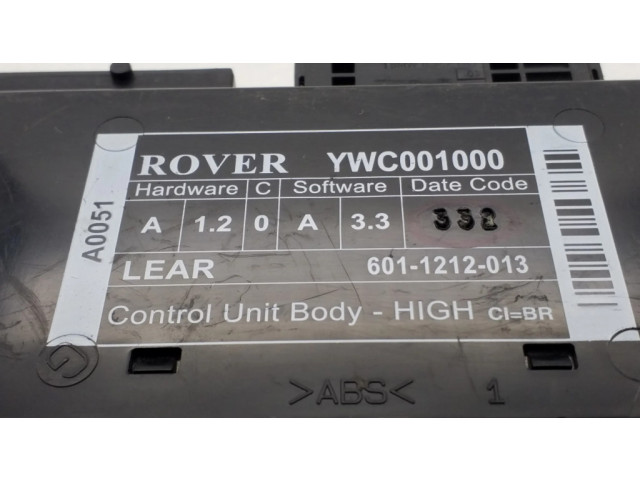 ROVER YWC001000
Hardware C Software Date Code
A 1.2 0 A 3.3 332
LEAR 601-1212-013
Control Unit Body - HIGH CI=BR
A0051
>ABS< 1